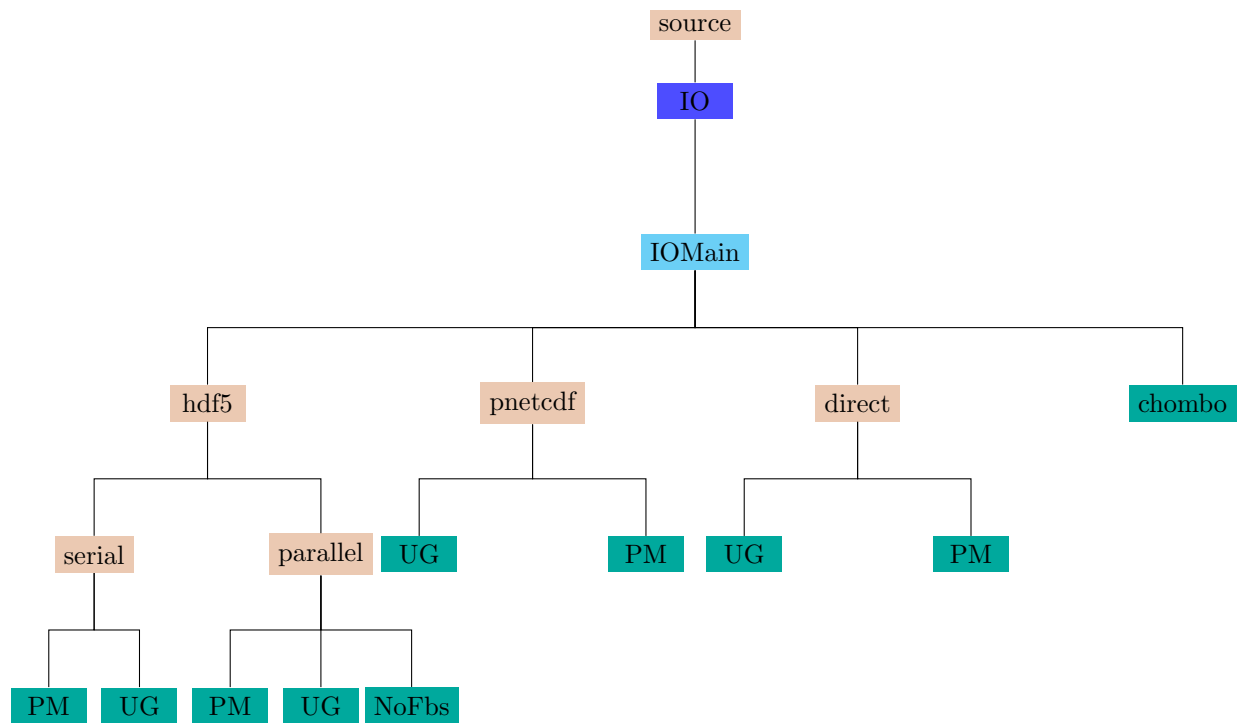 source
IO
IOMain
hdf5
pnetcdf
direct
chombo
serial
parallel
UG
PM
UG
PM
PM
UG
PM
UG
NoFbs